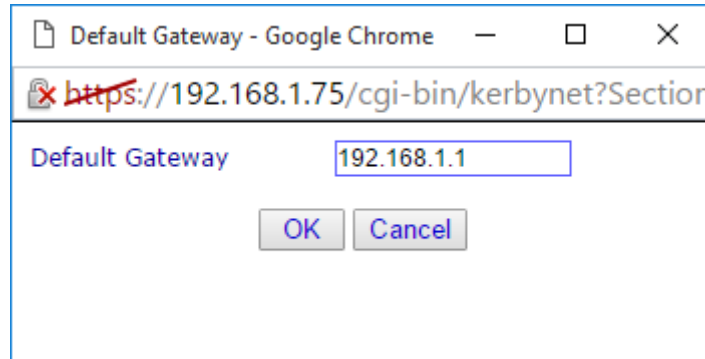 Default Gateway - Google Chrome
https://192.168.1.75/cgi-bin/kerbynet?Section
Default Gateway 192.168.1.1
OK Cancel